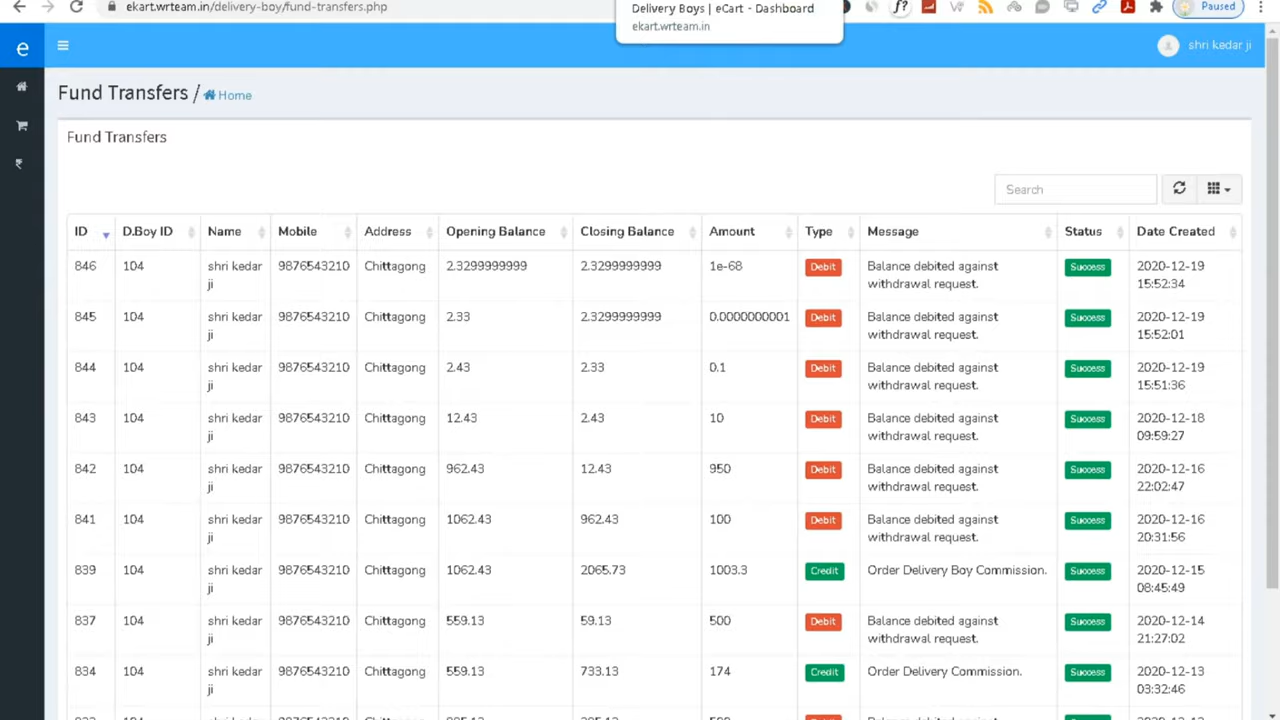 ekart.wrteam.in/delivery-boy/fund-transfers.php
Delivery Boys | eCart - Dashboard
ekart.wrteam.in
Paused
e
shri kedar ji
Fund Transfers / Home
Fund Transfers
Search
ID D.Boy ID Name Mobile Address Opening Balance Closing Balance Amount Type Message Status Date Created
846 104 shri kedar 9876543210 Chittagong 2.3299999999 2.3299999999 1e-68 Debit Balance debited against Success 2020-12-19
ji withdrawal request. 15:52:34
845 104 shri kedar 9876543210 Chittagong 2.33 2.3299999999 0.0000000001 Debit Balance debited against Success 2020-12-19
ji withdrawal request. 15:52:01
844 104 shri kedar 9876543210 Chittagong 2.43 2.33 0.1 Debit Balance debited against Success 2020-12-19
ji withdrawal request. 15:51:36
843 104 shri kedar 9876543210 Chittagong 12.43 2.43 10 Debit Balance debited against Success 2020-12-18
ji withdrawal request. 09:59:27
842 104 shri kedar 9876543210 Chittagong 962.43 12.43 950 Debit Balance debited against Success 2020-12-16
ji withdrawal request. 22:02:47
841 104 shri kedar 9876543210 Chittagong 1062.43 962.43 100 Debit Balance debited against Success 2020-12-16
ji withdrawal request. 20:31:56
839 104 shri kedar 9876543210 Chittagong 1062.43 2065.73 1003.3 Credit Order Delivery Boy Commission. Success 2020-12-15
ji 08:45:49
837 104 shri kedar 9876543210 Chittagong 559.13 59.13 500 Debit Balance debited against Success 2020-12-14
ji withdrawal request. 21:27:02
834 104 shri kedar 9876543210 Chittagong 559.13 733.13 174 Credit Order Delivery Commission. Success 2020-12-13
ji 03:32:46